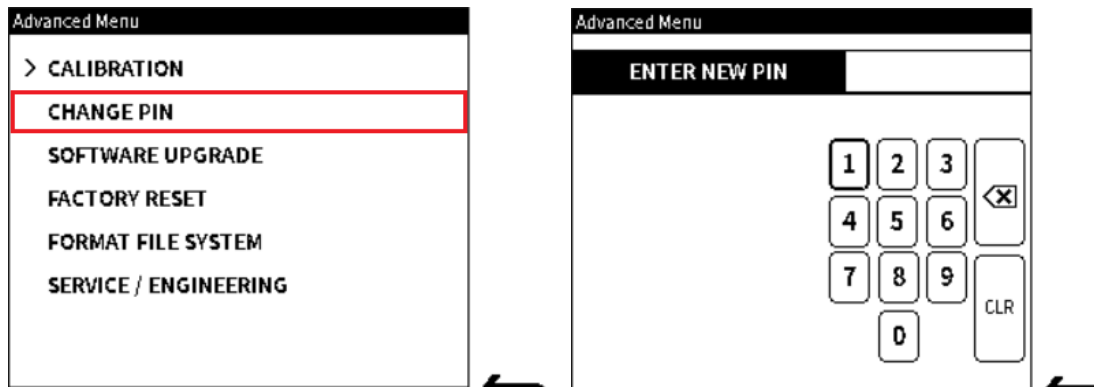 Advanced Menu
> CALIBRATION
CHANGE PIN
SOFTWARE UPGRADE
FACTORY RESET
FORMAT FILE SYSTEM
SERVICE / ENGINEERING
Advanced Menu
ENTER NEW PIN
1 2 3
4 5 6
7 8 9
CLR
0